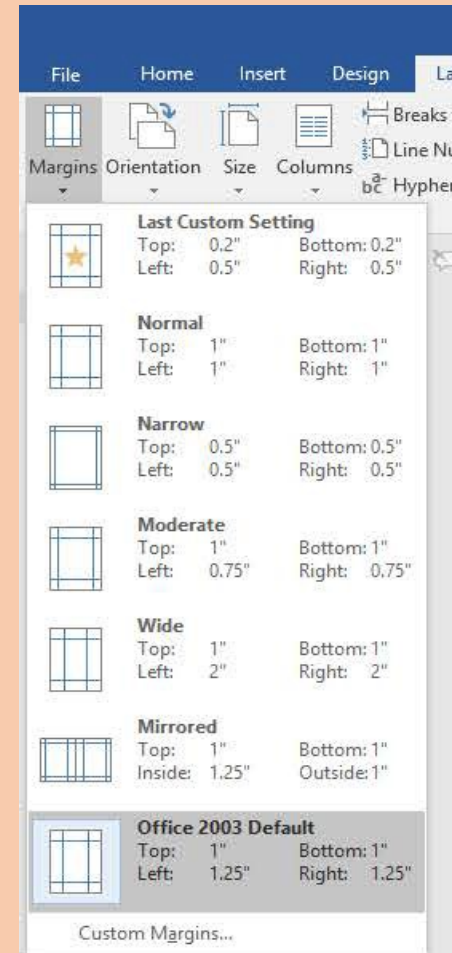 File Home Insert Design
Breaks
Line
Margins Orientation Size Columns
Last Custom Setting
Top: 0.2" Bottom: 0.2"
Left: 0.5" Right: 0.5"
Normal
Top: 1" Bottom: 1"
Left: 1" Right: 1"
Narrow
Top: 0.5" Bottom: 0.5"
Left: 0.5" Right: 0.5"
Moderate
Top: 1" Bottom: 1"
Left: 0.75" Right: 0.75"
Wide
Top: 1" Bottom: 1"
Left: 2" Right: 2"
Mirrored
Top: 1" Bottom: 1"
Inside: 1.25" Outside: 1"
Office 2003 Default
Top: 1" Bottom: 1"
Left: 1.25" Right: 1.25"
Custom Margins...